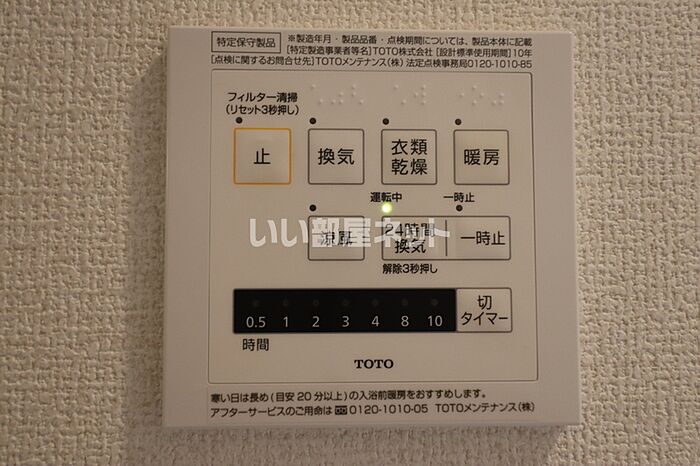 特定保守製品
※製造年月・製品品番・点検期間については、製品本体に記載
[特定製造事業者等名]TOTO株式会社 [設計標準使用期間]10年
[点検に関するお問合せ先]TOTOメンテナンス(株) 法定点検事務局0120-1010-85
フィルター清掃
(リセット3秒押し)
止
換気
衣類
乾燥
暖房
運転中
一時止
涼風
24時間
換気
一時止
いい部屋ネット
解除3秒押し
0.5 1 2 3 4 8 10
切
タイマー
時間
TOTO
寒い日は長め (目安 20 分以上) の入浴前暖房をおすすめします。
アフターサービスのご用命は 0120-1010-05 TOTOメンテナンス(株)